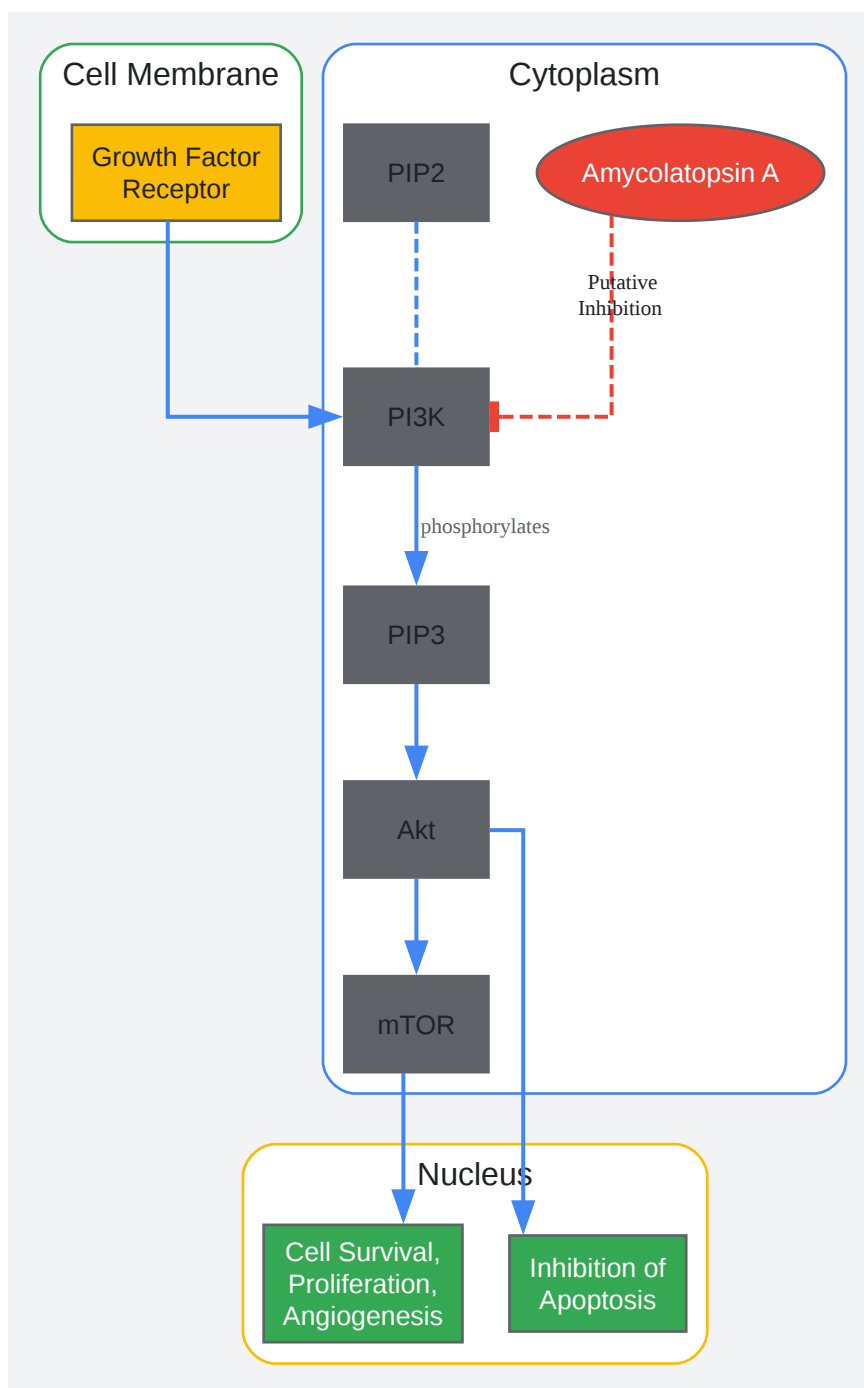 Cell Membrane
Cytoplasm
Growth Factor
Receptor
PIP2
Amycolatopsin A
Putative
Inhibition
PI3K
phosphorylates
PIP3
Akt
mTOR
Nucleus
Cell Survival,
Proliferation,
Angiogenesis
Inhibition of
Apoptosis